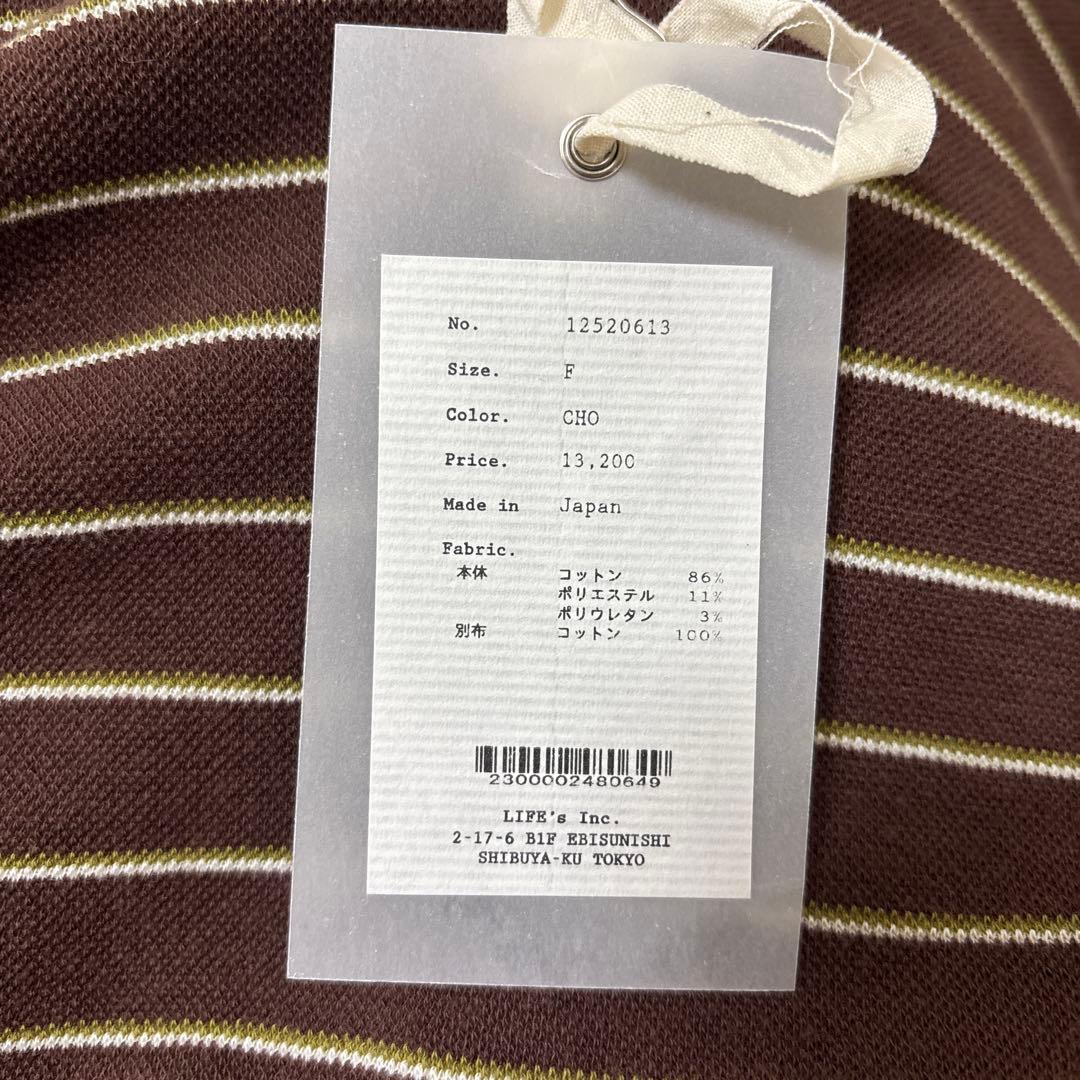 No. 12520613
Size. F
Color. CHO
Price. 13,200
Made in Japan
Fabric.
本体 コットン 86%
ポリエステル 11%
ポリウレタン 3%
別布 コットン 100%
2300002480649
LIFE's Inc.
2-17-6 B1F EBISUNISHI
SHIBUYA-KU TOKYO